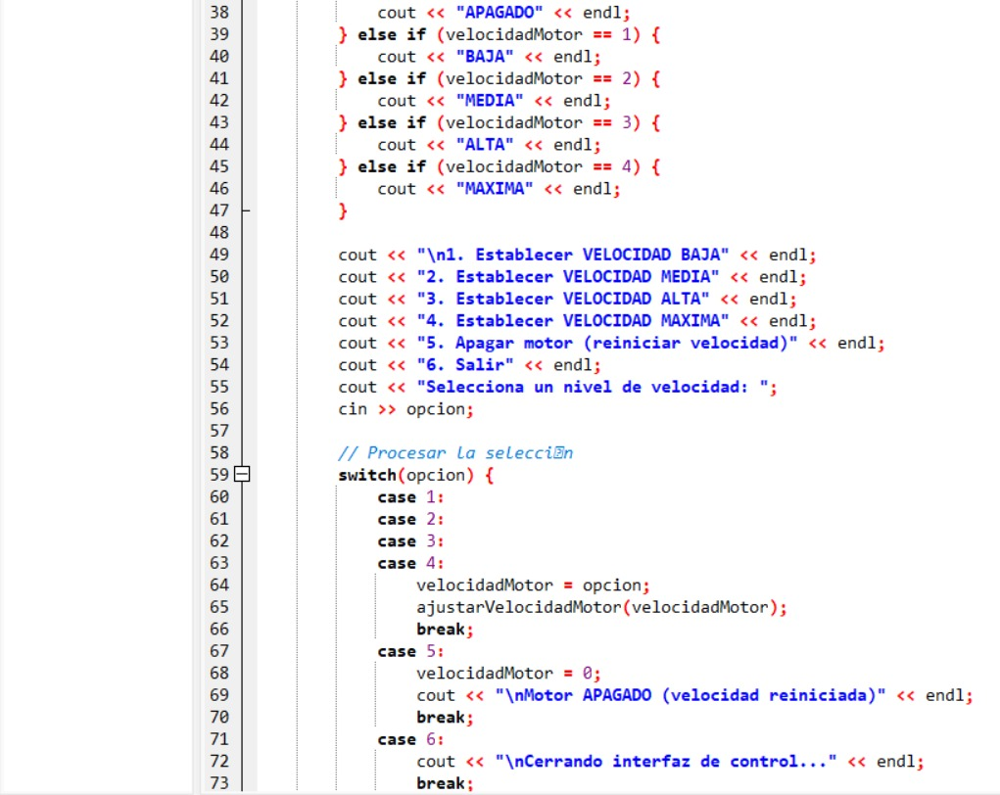 38 cout << "APAGADO" << endl;
39 } else if (velocidadMotor == 1) {
40 cout << "BAJA" << endl;
41 } else if (velocidadMotor == 2) {
42 cout << "MEDIA" << endl;
43 } else if (velocidadMotor == 3) {
44 cout << "ALTA" << endl;
45 } else if (velocidadMotor == 4) {
46 cout << "MAXIMA" << endl;
47 }
48
49 cout << "\n1. Establecer VELOCIDAD BAJA" << endl;
50 cout << "2. Establecer VELOCIDAD MEDIA" << endl;
51 cout << "3. Establecer VELOCIDAD ALTA" << endl;
52 cout << "4. Establecer VELOCIDAD MAXIMA" << endl;
53 cout << "5. Apagar motor (reiniciar velocidad)" << endl;
54 cout << "6. Salir" << endl;
55 cout << "Selecciona un nivel de velocidad: ";
56 cin >> opcion;
57
58 // Procesar la selecci�n
59 switch(opcion) {
60 case 1:
61 case 2:
62 case 3:
63 case 4:
64 velocidadMotor = opcion;
65 ajustarVelocidadMotor(velocidadMotor);
66 break;
67 case 5:
68 velocidadMotor = 0;
69 cout << "\nMotor APAGADO (velocidad reiniciada)" << endl;
70 break;
71 case 6:
72 cout << "\nCerrando interfaz de control..." << endl;
73 break;